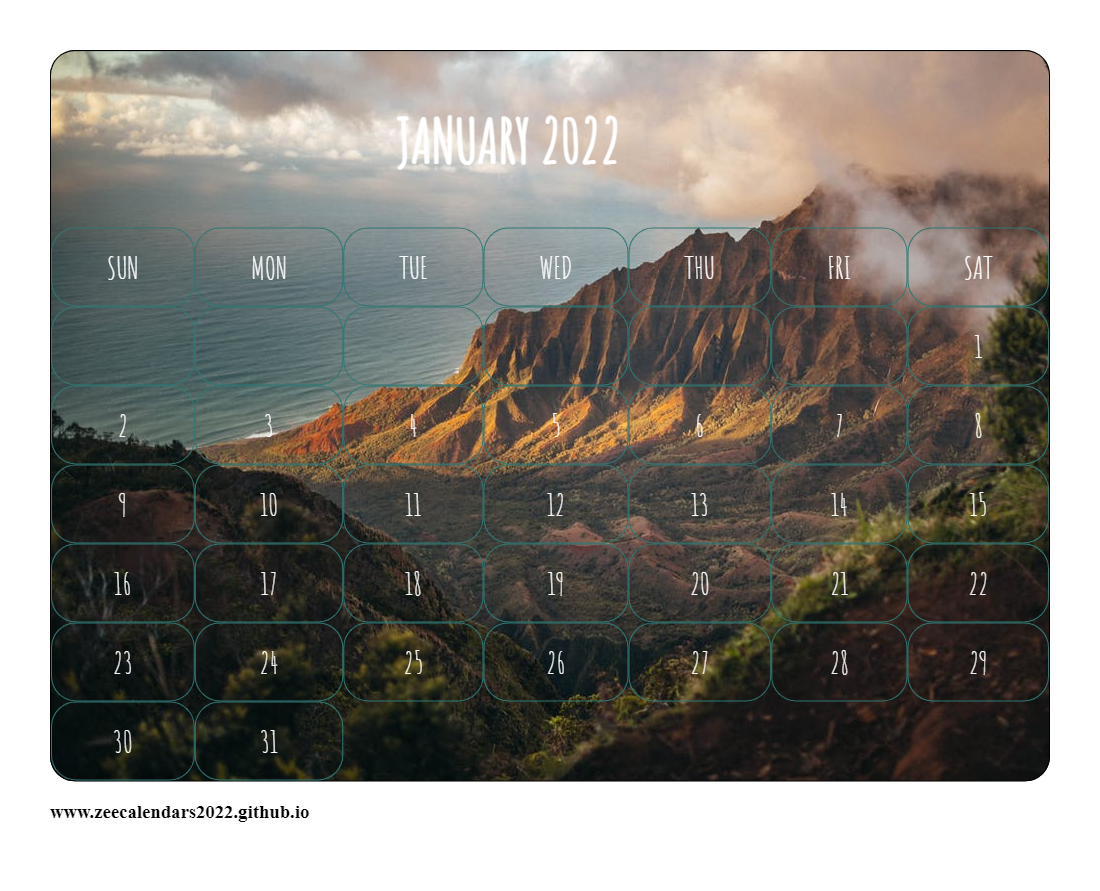 JANUARY 2022
SUN MON TUE WED THU FRI SAT
1
2 3 4 5 6 7 8
9 10 11 12 13 14 15
16 17 18 19 20 21 22
23 24 25 26 27 28 29
30 31
www.zeecalendars2022.github.io